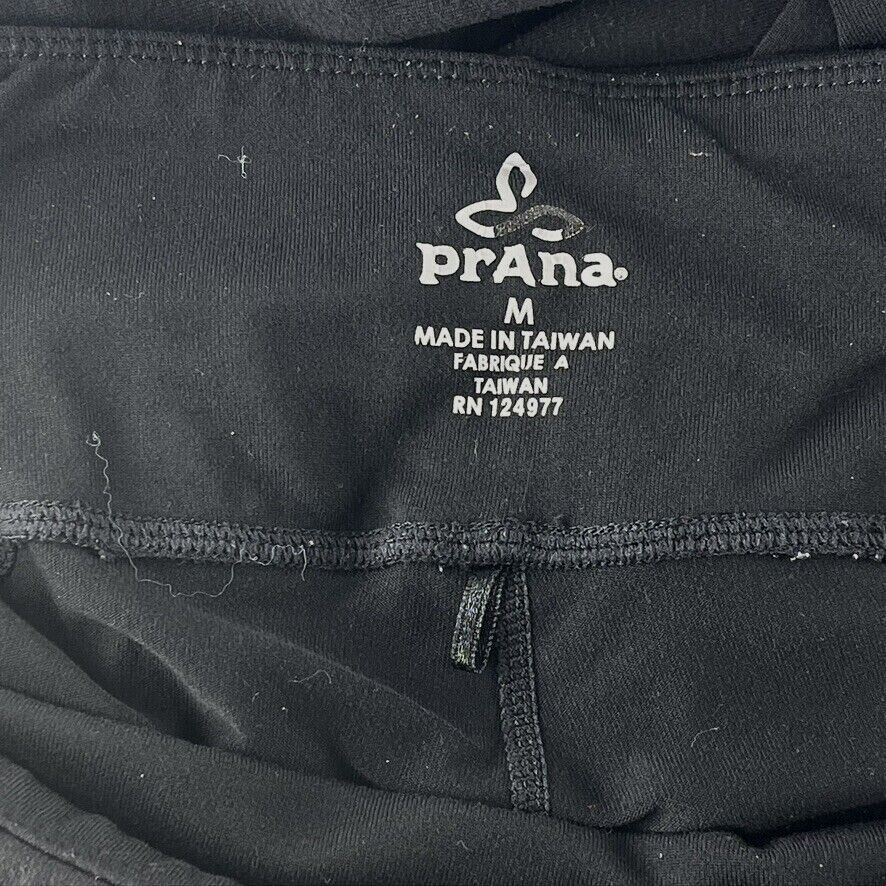 prAna
M
MADE IN TAIWAN
FABRIQUE A
TAIWAN
RN 124977